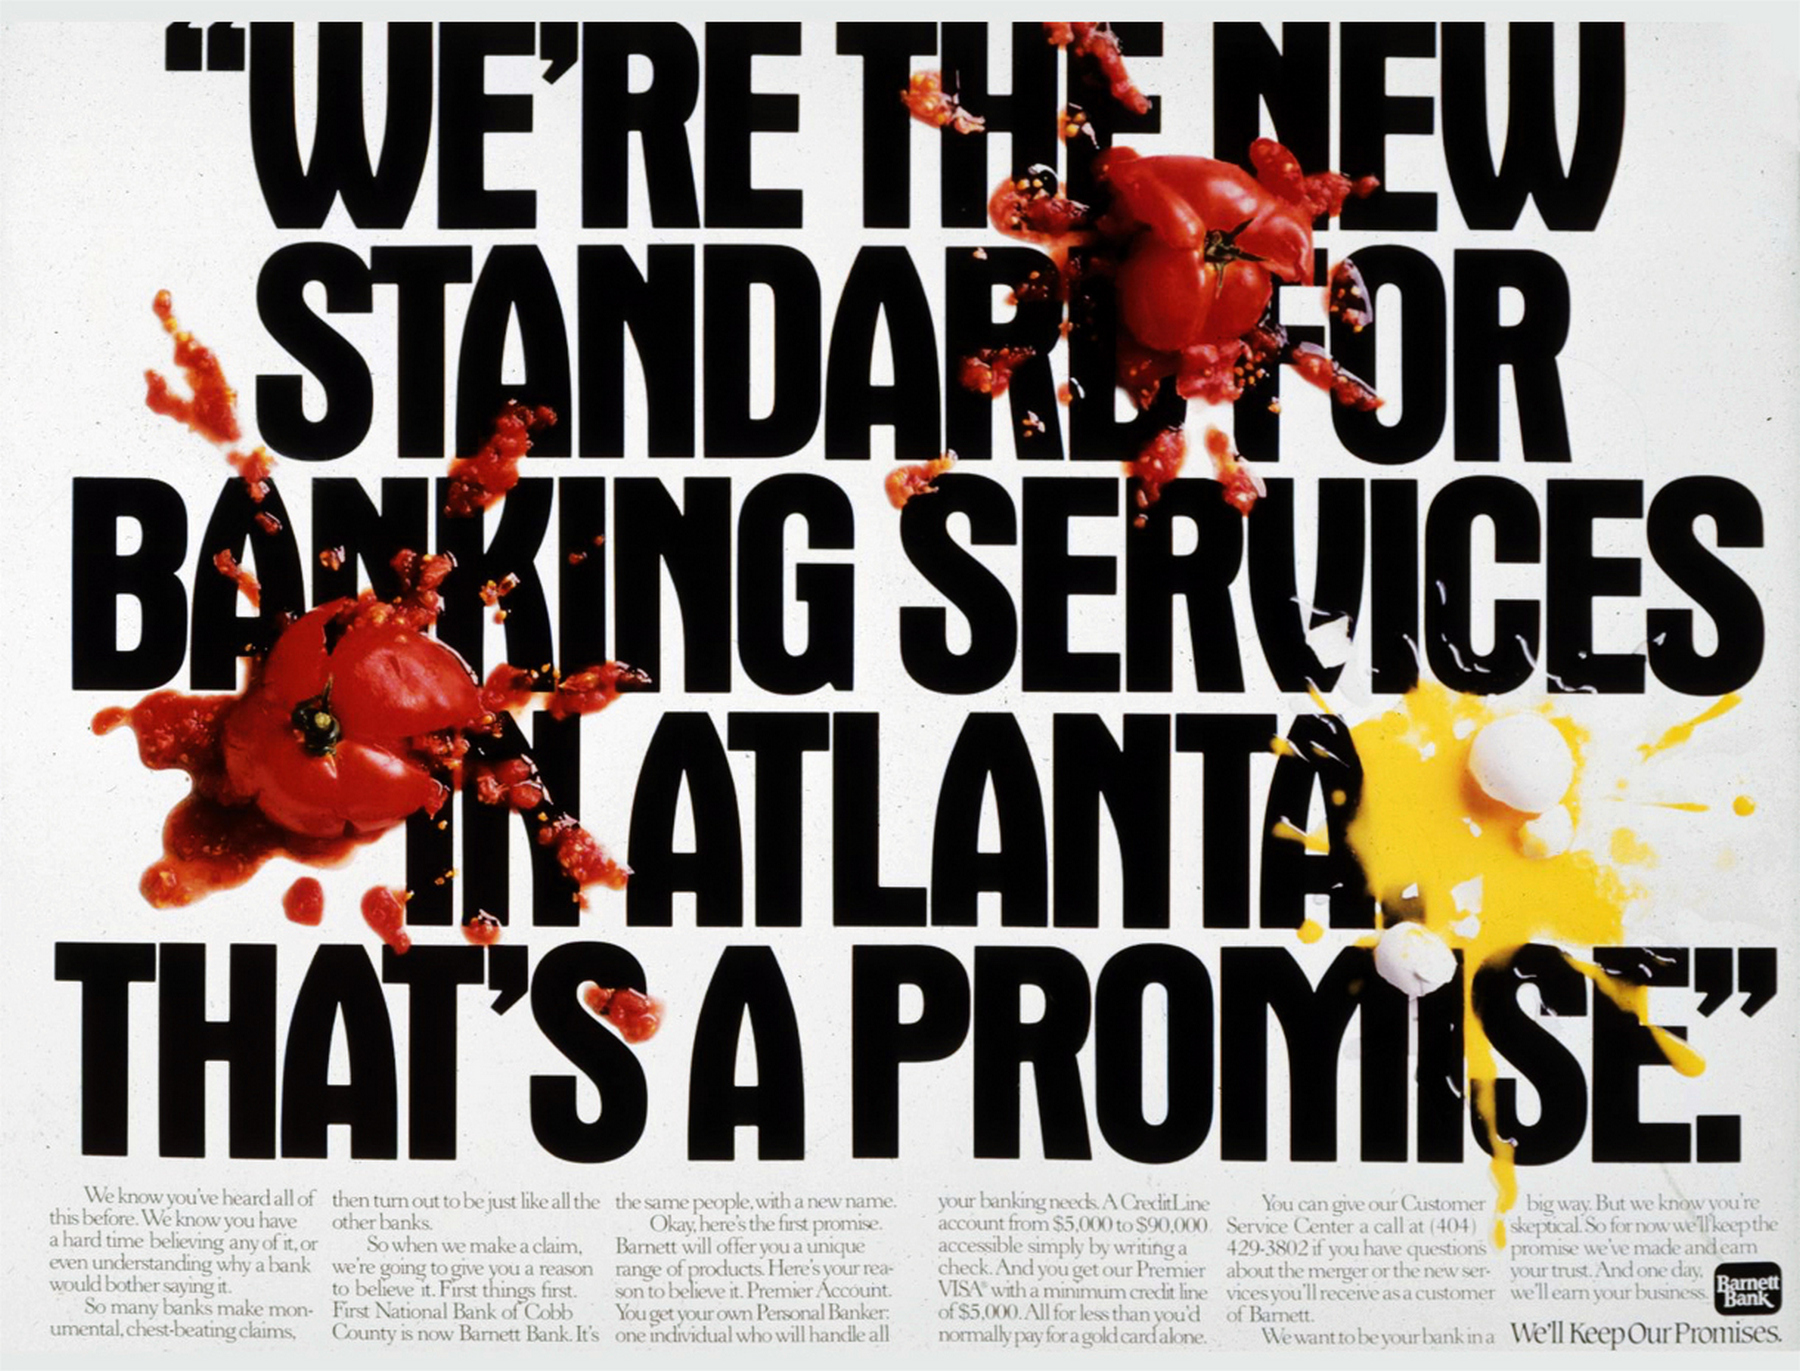 “WE’RE THE NEW
STANDARD FOR
BANKING SERVICES
IN ATLANTA
THAT’S A PROMISE.”
We know you’ve heard all of
this before. We know you have
a hard time believing any of it, or
even understanding why a bank
would bother saying it.
So many banks make mon-
umental, chest-beating claims,
then turn out to be just like all the
other banks.
So when we make a claim,
we’re going to give you a reason
to believe it. First things first.
First National Bank of Cobb
County is now Barnett Bank. It’s
the same people, with a new name.
Okay, here’s the first promise.
Barnett will offer you a unique
range of products. Here’s your rea-
son to believe it. Premier Account.
You get your own Personal Banker:
one individual who will handle all
your banking needs. A CreditLine
account from $5,000 to $90,000
accessible simply by writing a
check. And you get our Premier
VISA® with a minimum credit line
of $5,000. All for less than you’d
normally pay for a gold card alone.
You can give our Customer
Service Center a call at (404)
429-3802 if you have questions
about the merger or the new ser-
vices you’ll receive as a customer
of Barnett.
We want to be your bank in a
big way. But we know you’re
skeptical. So for now we’ll keep the
promise we’ve made and earn
your trust. And one day,
we’ll earn your business.
Barnett
Bank
We’ll Keep Our Promises.